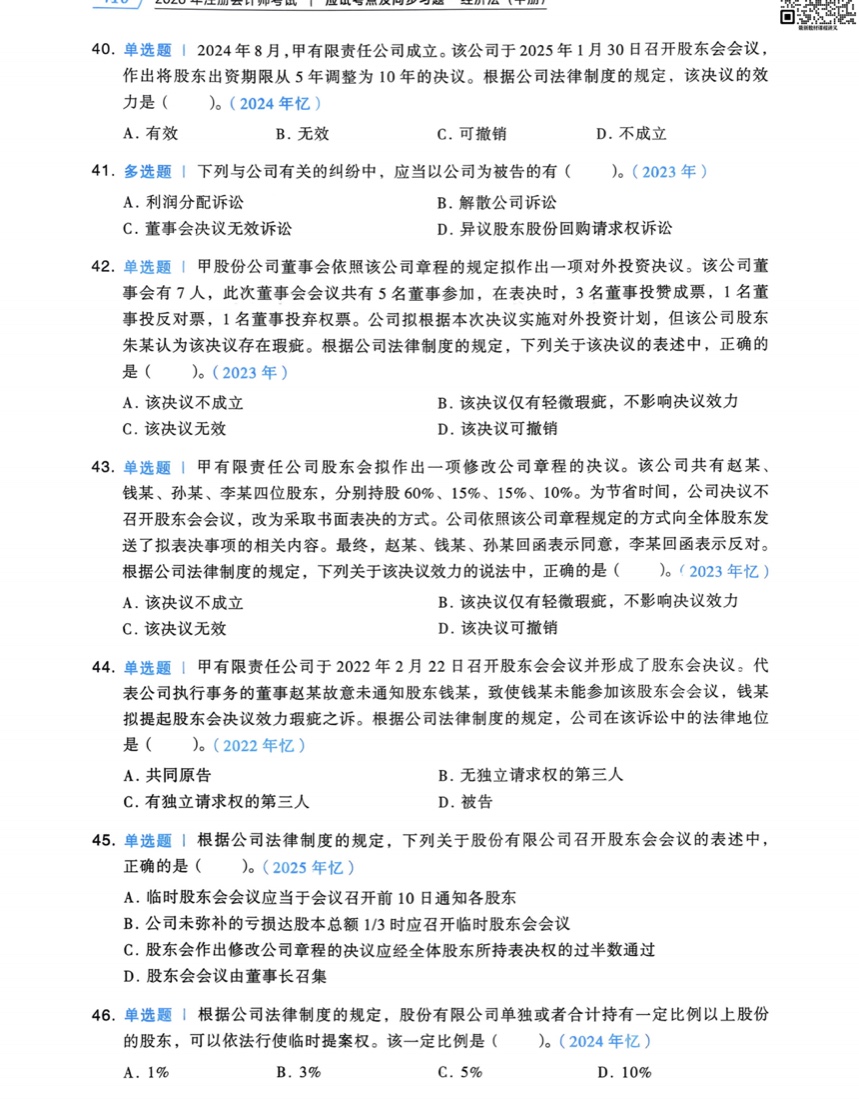 40. 单选题 | 2024年8月,甲有限责任公司成立。该公司于2025年1月30日召开股东会会议,
作出将股东出资期限从5年调整为10年的决议。根据公司法律制度的规定，该决议的效
力是（　　）。（2024年忆）
A. 有效　B. 无效　C. 可撤销　D. 不成立
41. 多选题 | 下列与公司有关的纠纷中，应当以公司为被告的有（　　）。（2023年）
A. 利润分配诉讼　B. 解散公司诉讼
C. 董事会决议无效诉讼　D. 异议股东股份回购请求权诉讼
42. 单选题 | 甲股份公司董事会依照该公司章程的规定拟作出一项对外投资决议。该公司董
事会有7人，此次董事会会议共有5名董事参加，在表决时，3名董事投赞成票，1名董
事投反对票，1名董事投弃权票。公司拟根据本次决议实施对外投资计划，但该公司股东
朱某认为该决议存在瑕疵。根据公司法律制度的规定，下列关于该决议的表述中，正确的
是（　　）。（2023年）
A. 该决议不成立　B. 该决议仅有轻微瑕疵，不影响决议效力
C. 该决议无效　D. 该决议可撤销
43. 单选题 | 甲有限责任公司股东会拟作出一项修改公司章程的决议。该公司共有赵某、
钱某、孙某、李某四位股东，分别持股60%、15%、15%、10%。为节省时间，公司决议不
召开股东会会议，改为采取书面表决的方式。公司依照该公司章程规定的方式向全体股东发
送了拟表决事项的相关内容。最终，赵某、钱某、孙某回函表示同意，李某回函表示反对。
根据公司法律制度的规定，下列关于该决议效力的说法中，正确的是（　　）。（2023年忆）
A. 该决议不成立　B. 该决议仅有轻微瑕疵，不影响决议效力
C. 该决议无效　D. 该决议可撤销
44. 单选题 | 甲有限责任公司于2022年2月22日召开股东会会议并形成了股东会决议。代
表公司执行事务的董事赵某故意未通知股东钱某，致使钱某未能参加该股东会会议，钱某
拟提起股东会决议效力瑕疵之诉。根据公司法律制度的规定，公司在该诉讼中的法律地位
是（　　）。（2022年忆）
A. 共同原告　B. 无独立请求权的第三人
C. 有独立请求权的第三人　D. 被告
45. 单选题 | 根据公司法律制度的规定，下列关于股份有限公司召开股东会会议的表述中，
正确的是（　　）。（2025年忆）
A. 临时股东会会议应当于会议召开前10日通知各股东
B. 公司未弥补的亏损达股本总额1/3时应召开临时股东会会议
C. 股东会作出修改公司章程的决议应经全体股东所持表决权的过半数通过
D. 股东会会议由董事长召集
46. 单选题 | 根据公司法律制度的规定，股份有限公司单独或者合计持有一定比例以上股份
的股东，可以依法行使临时提案权。该一定比例是（　　）。（2024年忆）
A. 1%　B. 3%　C. 5%　D. 10%